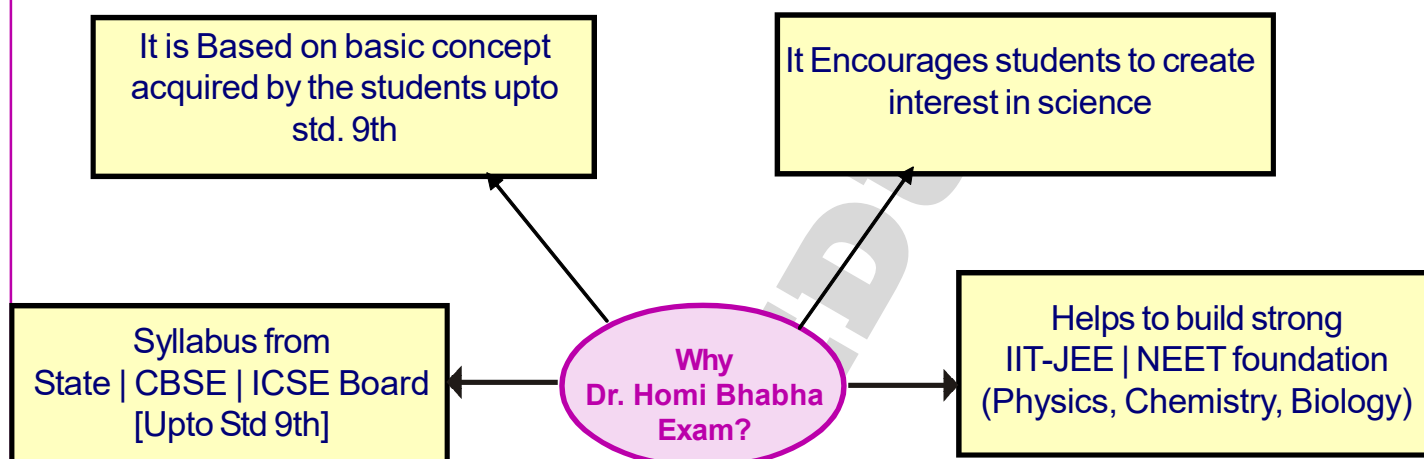 It is Based on basic concept
acquired by the students upto
std. 9th
It Encourages students to create
interest in science
Syllabus from
State | CBSE | ICSE Board
[Upto Std 9th]
Why
Dr. Homi Bhabha
Exam?
Helps to build strong
IIT-JEE | NEET foundation
(Physics, Chemistry, Biology)